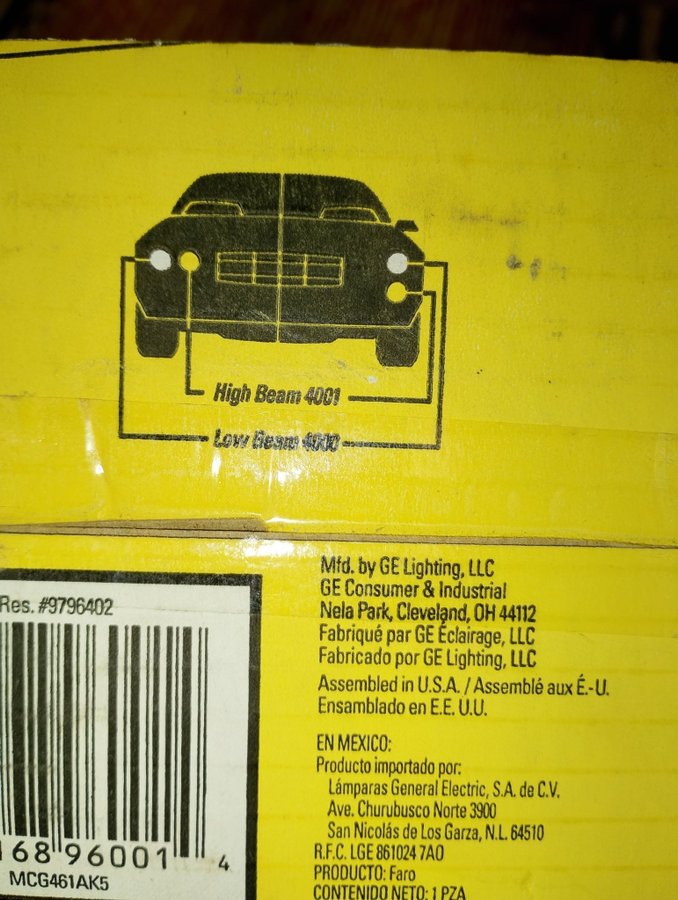 High Beam 4001
Low Beam 4000
Res. #9796402
168 96001 4
MCG461AK5
Mfd. by GE Lighting, LLC
GE Consumer & Industrial
Nela Park, Cleveland, OH 44112
Fabriqué par GE Éclairage, LLC
Fabricado por GE Lighting, LLC
Assembled in U.S.A. / Assemblé aux É.-U.
Ensamblado en E.E. U.U.
EN MEXICO:
Producto importado por:
Lámparas General Electric, S.A. de C.V.
Ave. Churubusco Norte 3900
San Nicolás de Los Garza, N.L. 64510
R.F.C. LGE 861024 7A0
PRODUCTO: Faro
CONTENIDO NETO: 1 PZA